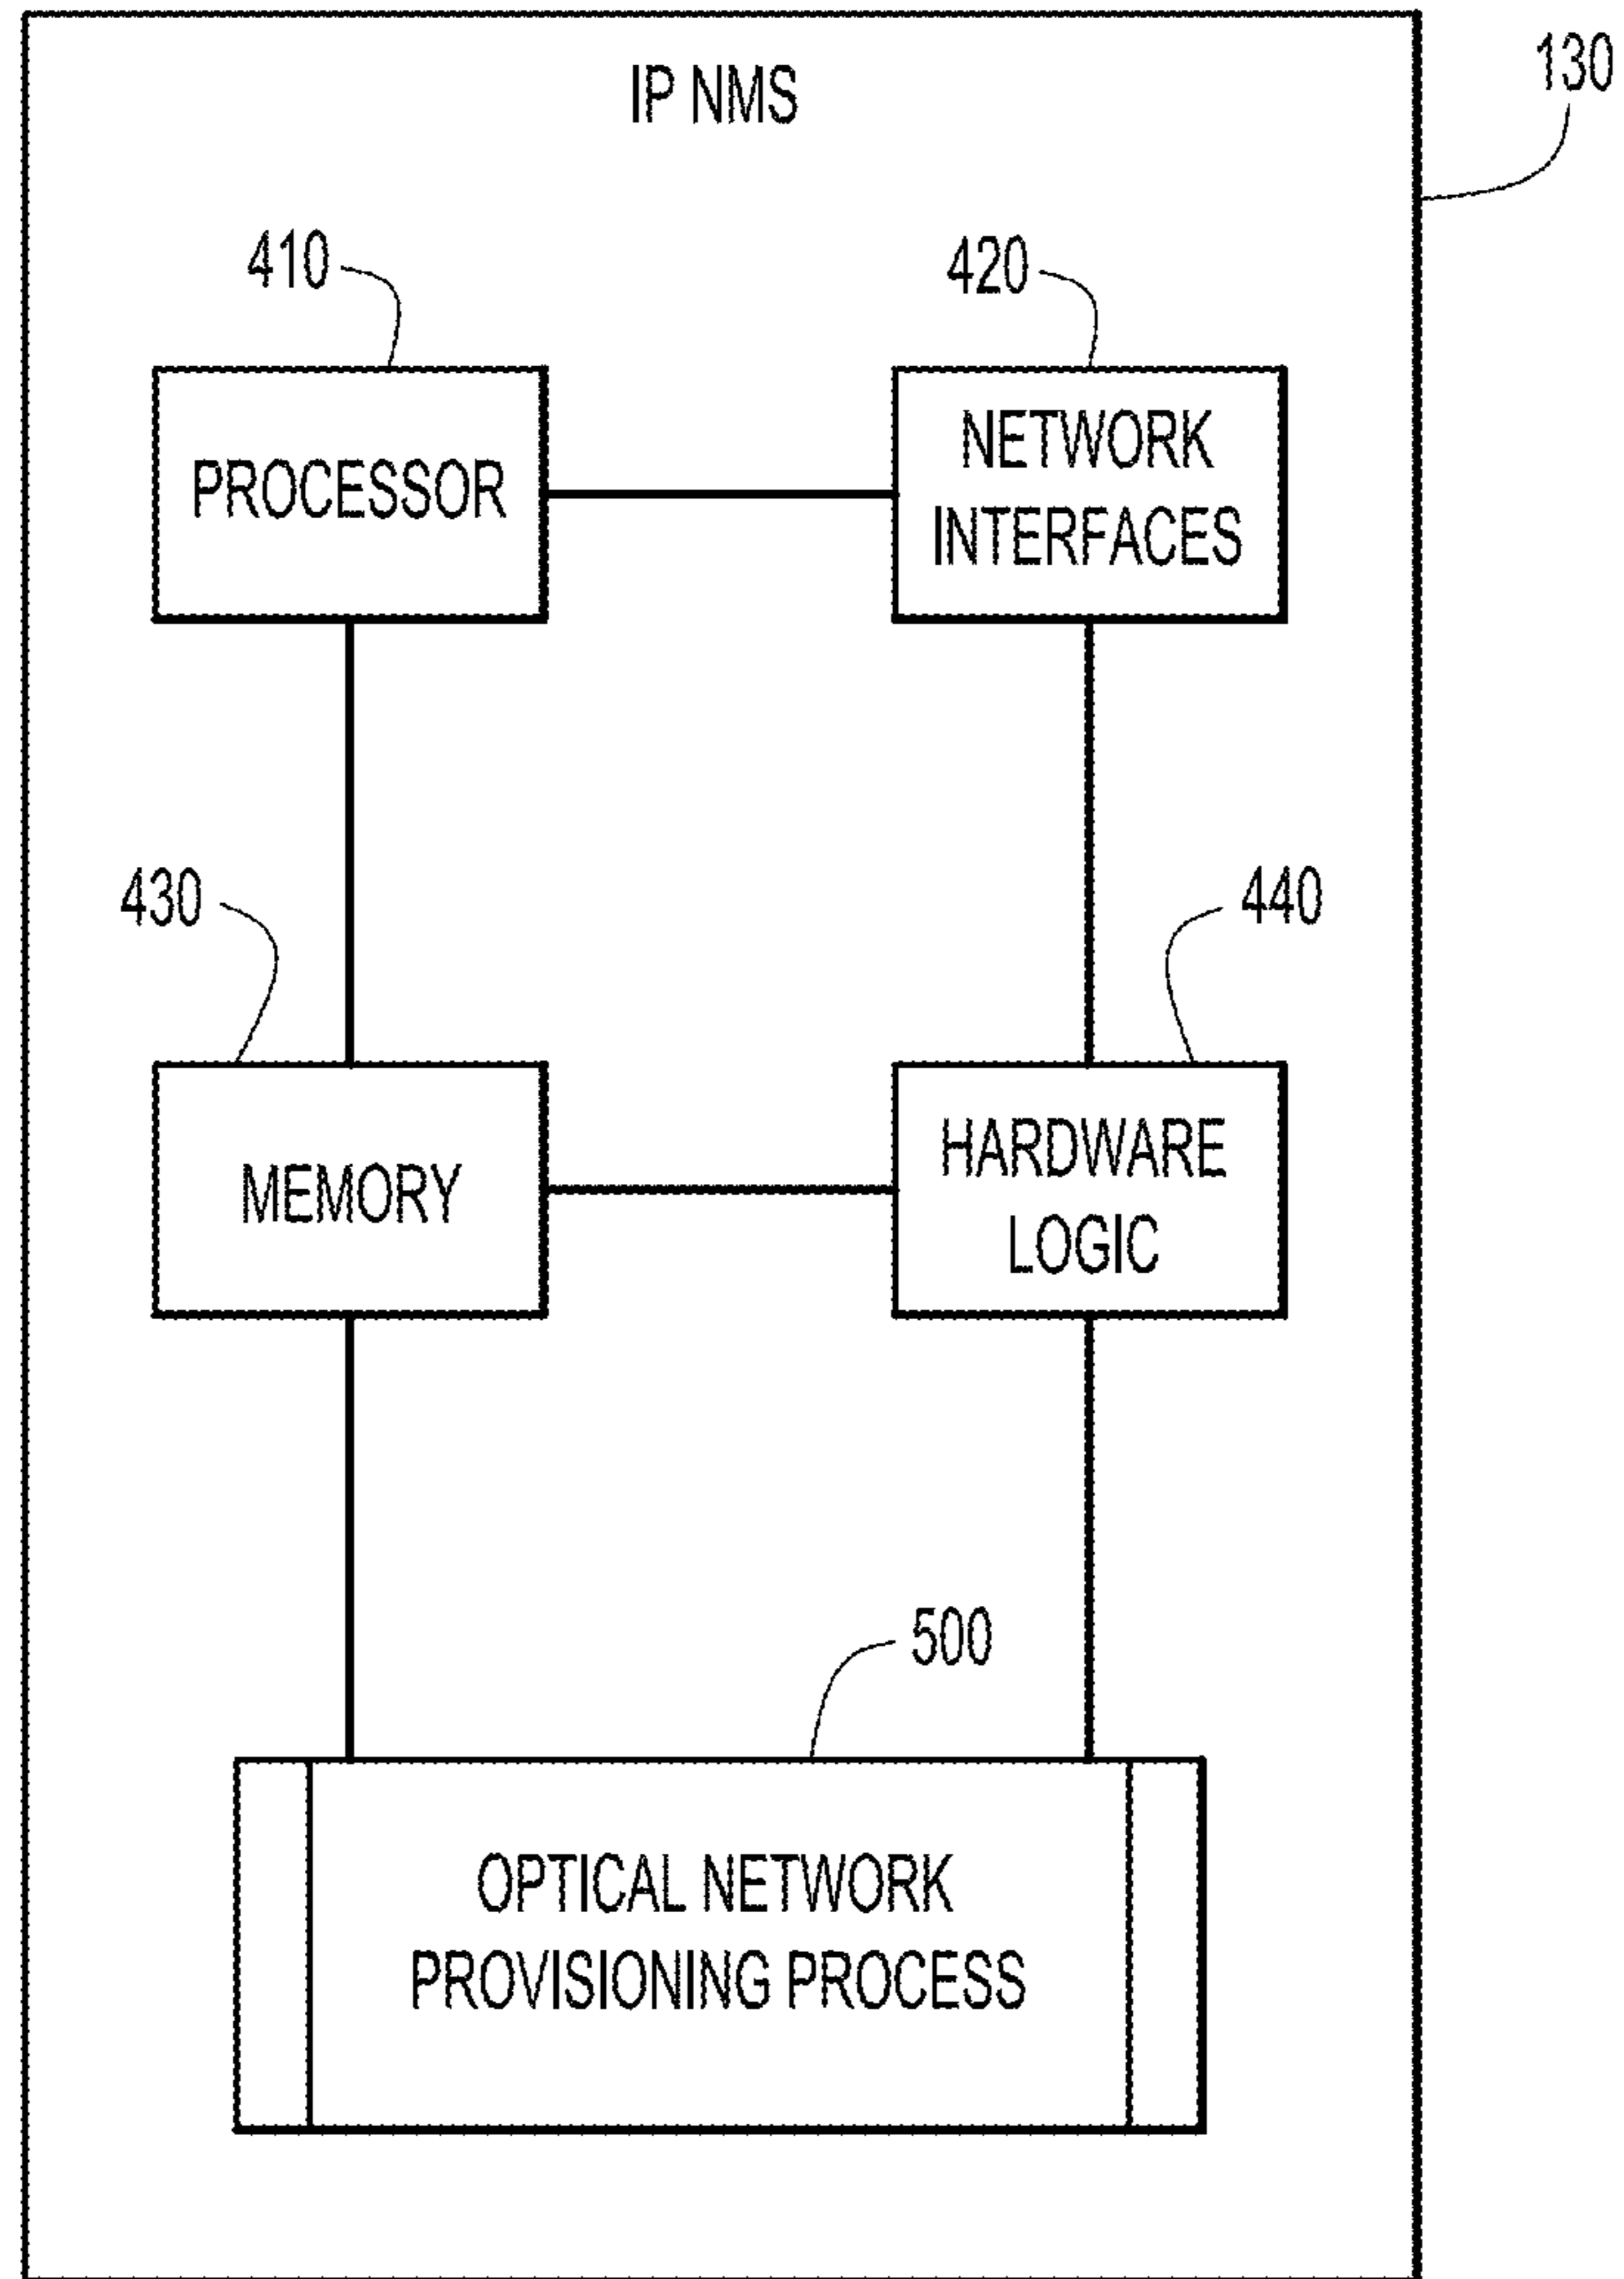 IP NMS
130
410
420
PROCESSOR
NETWORK
INTERFACES
430
440
MEMORY
HARDWARE
LOGIC
500
OPTICAL NETWORK
PROVISIONING PROCESS